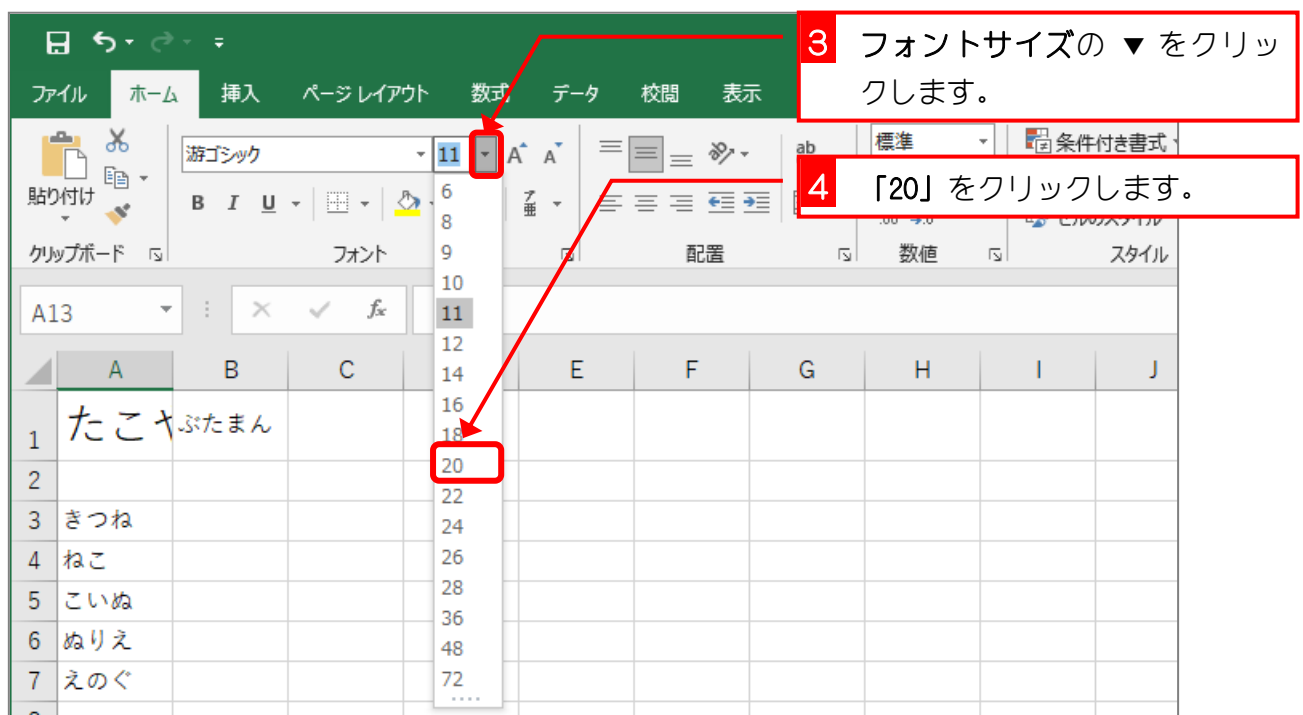 3 フォントサイズの ▼ をクリッ
クします。
ファイル ホーム 挿入 ページ レイアウト 数式 データ 校閲 表示
游ゴシック 11 A A ab 標準 条件付き書式
4 「20」をクリックします。
貼り付け B I U
クリップボード フォント 配置 数値 スタイル
6
8
9
10
11
12
14
16
18
20
22
24
26
28
36
48
72
A13 fx
A B C E F G H I J
1 たこ ぶたまん
2
3 きつね
4 ねこ
5 こいぬ
6 ぬりえ
7 えのぐ